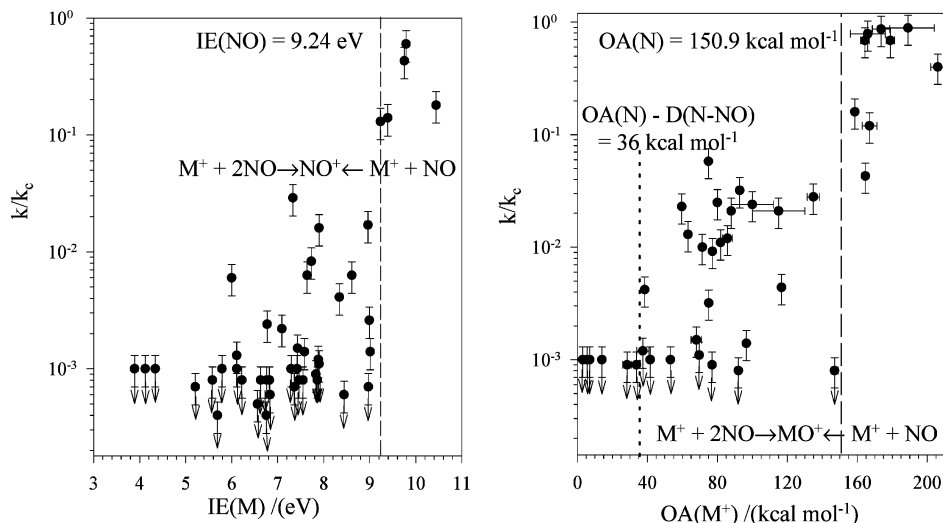 IE(NO) = 9.24 eV
M⁺ + 2NO→NO⁺← M⁺ + NO
k/k_c
10⁰
10⁻¹
10⁻²
10⁻³
3 4 5 6 7 8 9 10 11
IE(M) /(eV)
OA(N) = 150.9 kcal mol⁻¹
OA(N) - D(N-NO)
= 36 kcal mol⁻¹
M⁺ + 2NO→MO⁺← M⁺ + NO
k/k_c
10⁰
10⁻¹
10⁻²
10⁻³
0 40 80 120 160 200
OA(M⁺) /(kcal mol⁻¹)